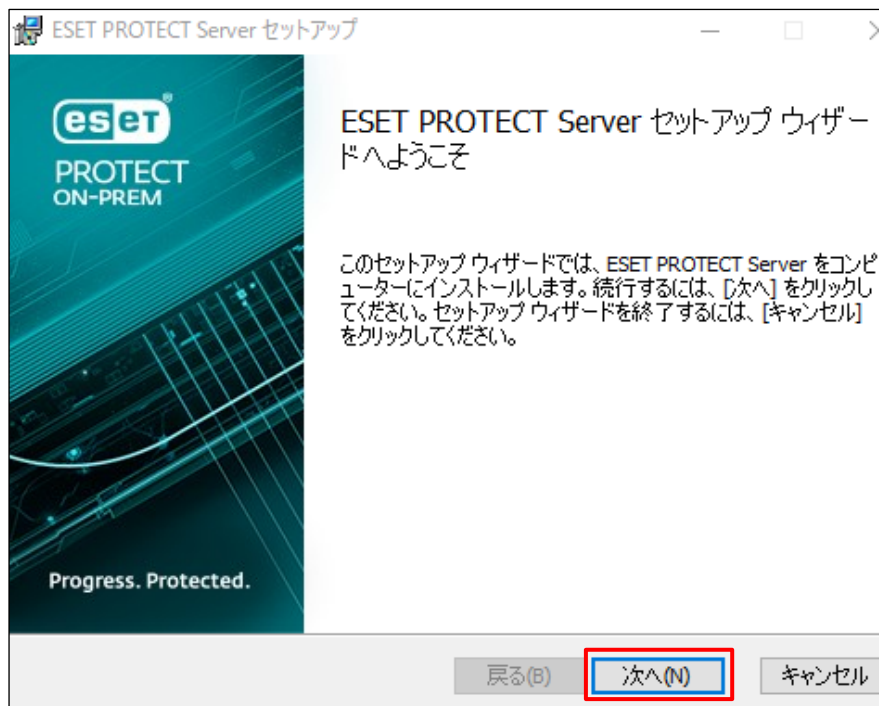 ESET PROTECT Server セットアップ
eset®
PROTECT
ON-PREM
ESET PROTECT Server セットアップ ウィザー
ドへようこそ
このセットアップ ウィザードでは、ESET PROTECT Server をコンピ
ューターにインストールします。続行するには、[次へ] をクリックし
てください。セットアップ ウィザードを終了するには、[キャンセル]
をクリックしてください。
Progress. Protected.
戻る(B)
次へ(N)
キャンセル